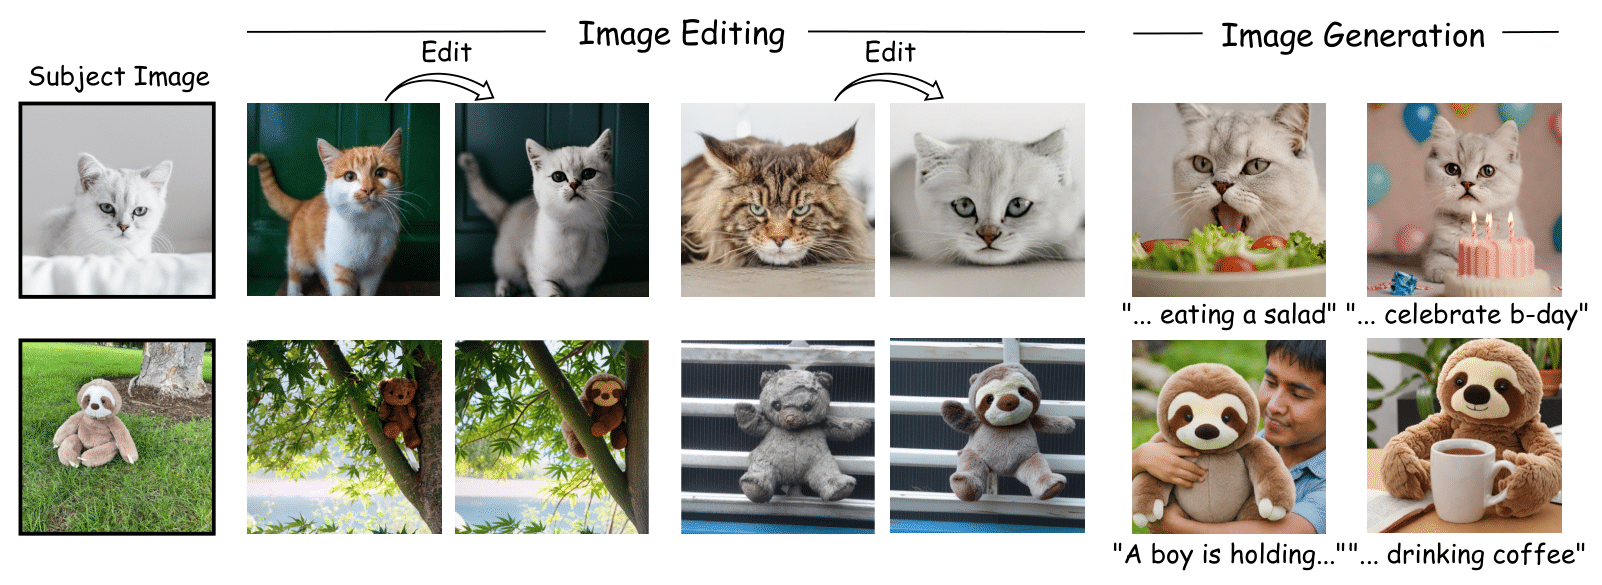 Image Editing
Image Generation
Edit
Edit
Subject Image
"... eating a salad"
"... celebrate b-day"
"A boy is holding..."
"... drinking coffee"